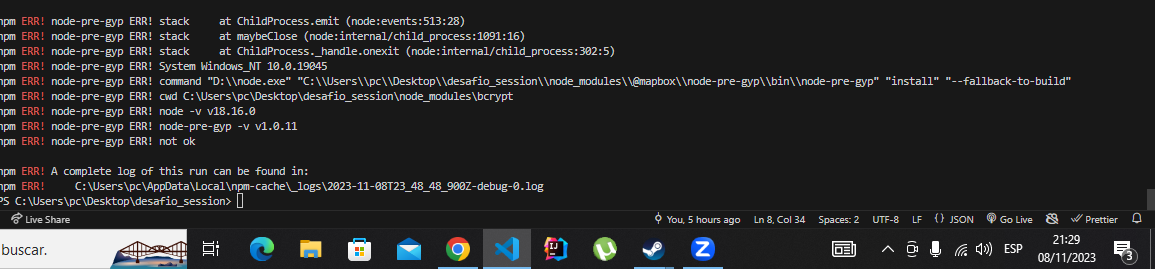 npm ERR! node-pre-gyp ERR! stack     at ChildProcess.emit (node:events:513:28)
npm ERR! node-pre-gyp ERR! stack     at maybeClose (node:internal/child_process:1091:16)
npm ERR! node-pre-gyp ERR! stack     at ChildProcess._handle.onexit (node:internal/child_process:302:5)
npm ERR! node-pre-gyp ERR! System Windows_NT 10.0.19045
npm ERR! node-pre-gyp ERR! command "D:\\node.exe" "C:\\Users\\pc\\Desktop\\desafio_session\\node_modules\\@mapbox\\node-pre-gyp\\bin\\node-pre-gyp" "install" "--fallback-to-build"
npm ERR! node-pre-gyp ERR! cwd C:\Users\pc\Desktop\desafio_session\node_modules\bcrypt
npm ERR! node-pre-gyp ERR! node -v v18.16.0
npm ERR! node-pre-gyp ERR! node-pre-gyp -v v1.0.11
npm ERR! node-pre-gyp ERR! not ok
npm ERR! A complete log of this run can be found in:
npm ERR!     C:\Users\pc\AppData\Local\npm-cache\_logs\2023-11-08T23_48_48_900Z-debug-0.log
PS C:\Users\pc\Desktop\desafio_session>
Live Share You, 5 hours ago Ln 8, Col 34 Spaces: 2 UTF-8 LF {} JSON Go Live Prettier
buscar. IJ ESP 21:29
08/11/2023 3